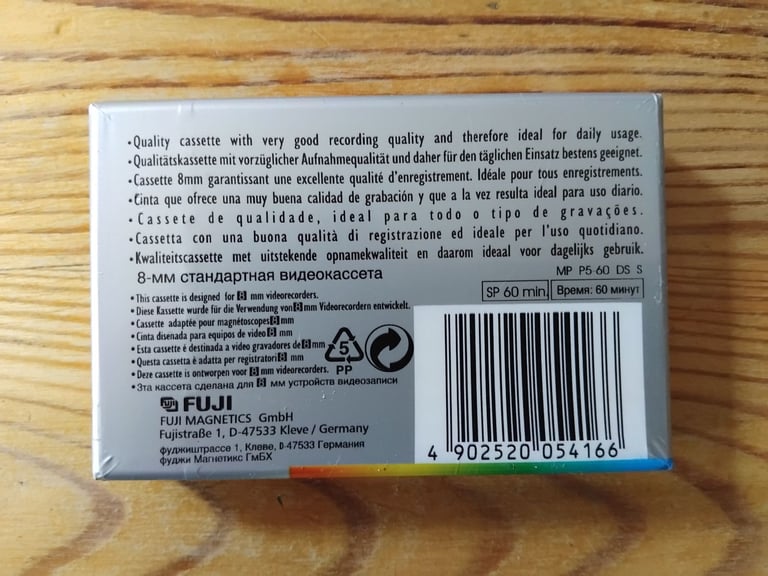 •Quality cassette with very good recording quality and therefore ideal for daily usage.
•Qualitätskassette mit vorzüglicher Aufnahmequalität und daher für den täglichen Einsatz bestens geeignet.
•Cassette 8mm garantissant une excellente qualité d'enregistrement. Idéale pour tous enregistrements.
•Cinta que ofrece una muy buena calidad de grabación y que a la vez resulta ideal para uso diario.
•Cassete de qualidade, ideal para todo o tipo de gravações.
•Cassetta con una buona qualità di registrazione ed ideale per l'uso quotidiano.
•Kwaliteitscassette met uitstekende opnamekwaliteit en daarom ideaal voor dagelijks gebruik.
8-мм стандартная видеокассета
MP P5-60 DS S
SP 60 min. Время: 60 минут
•This cassette is designed for 8 mm videorecorders.
•Diese Kassette wurde für die Verwendung von 8 mm Videorecordern entwickelt.
•Cassette adaptée pour magnétoscopes 8 mm
•Cinta disenada para equipos de video 8 mm
•Esta cassette é destinada a video gravadores de 8 mm
•Questa cassetta è adatta per registratori 8 mm
•Deze cassette is ontworpen voor 8 mm videorecorders.
•Эта кассета сделана для 8 мм устройств видеозаписи
5
PP
FUJI FUJI
FUJI MAGNETICS GmbH
Fujistraße 1, D-47533 Kleve / Germany
фуджиштрассе 1, Клеве, D-47533 Германия
фуджи Магнетикс ГмБХ
4 902520 054166